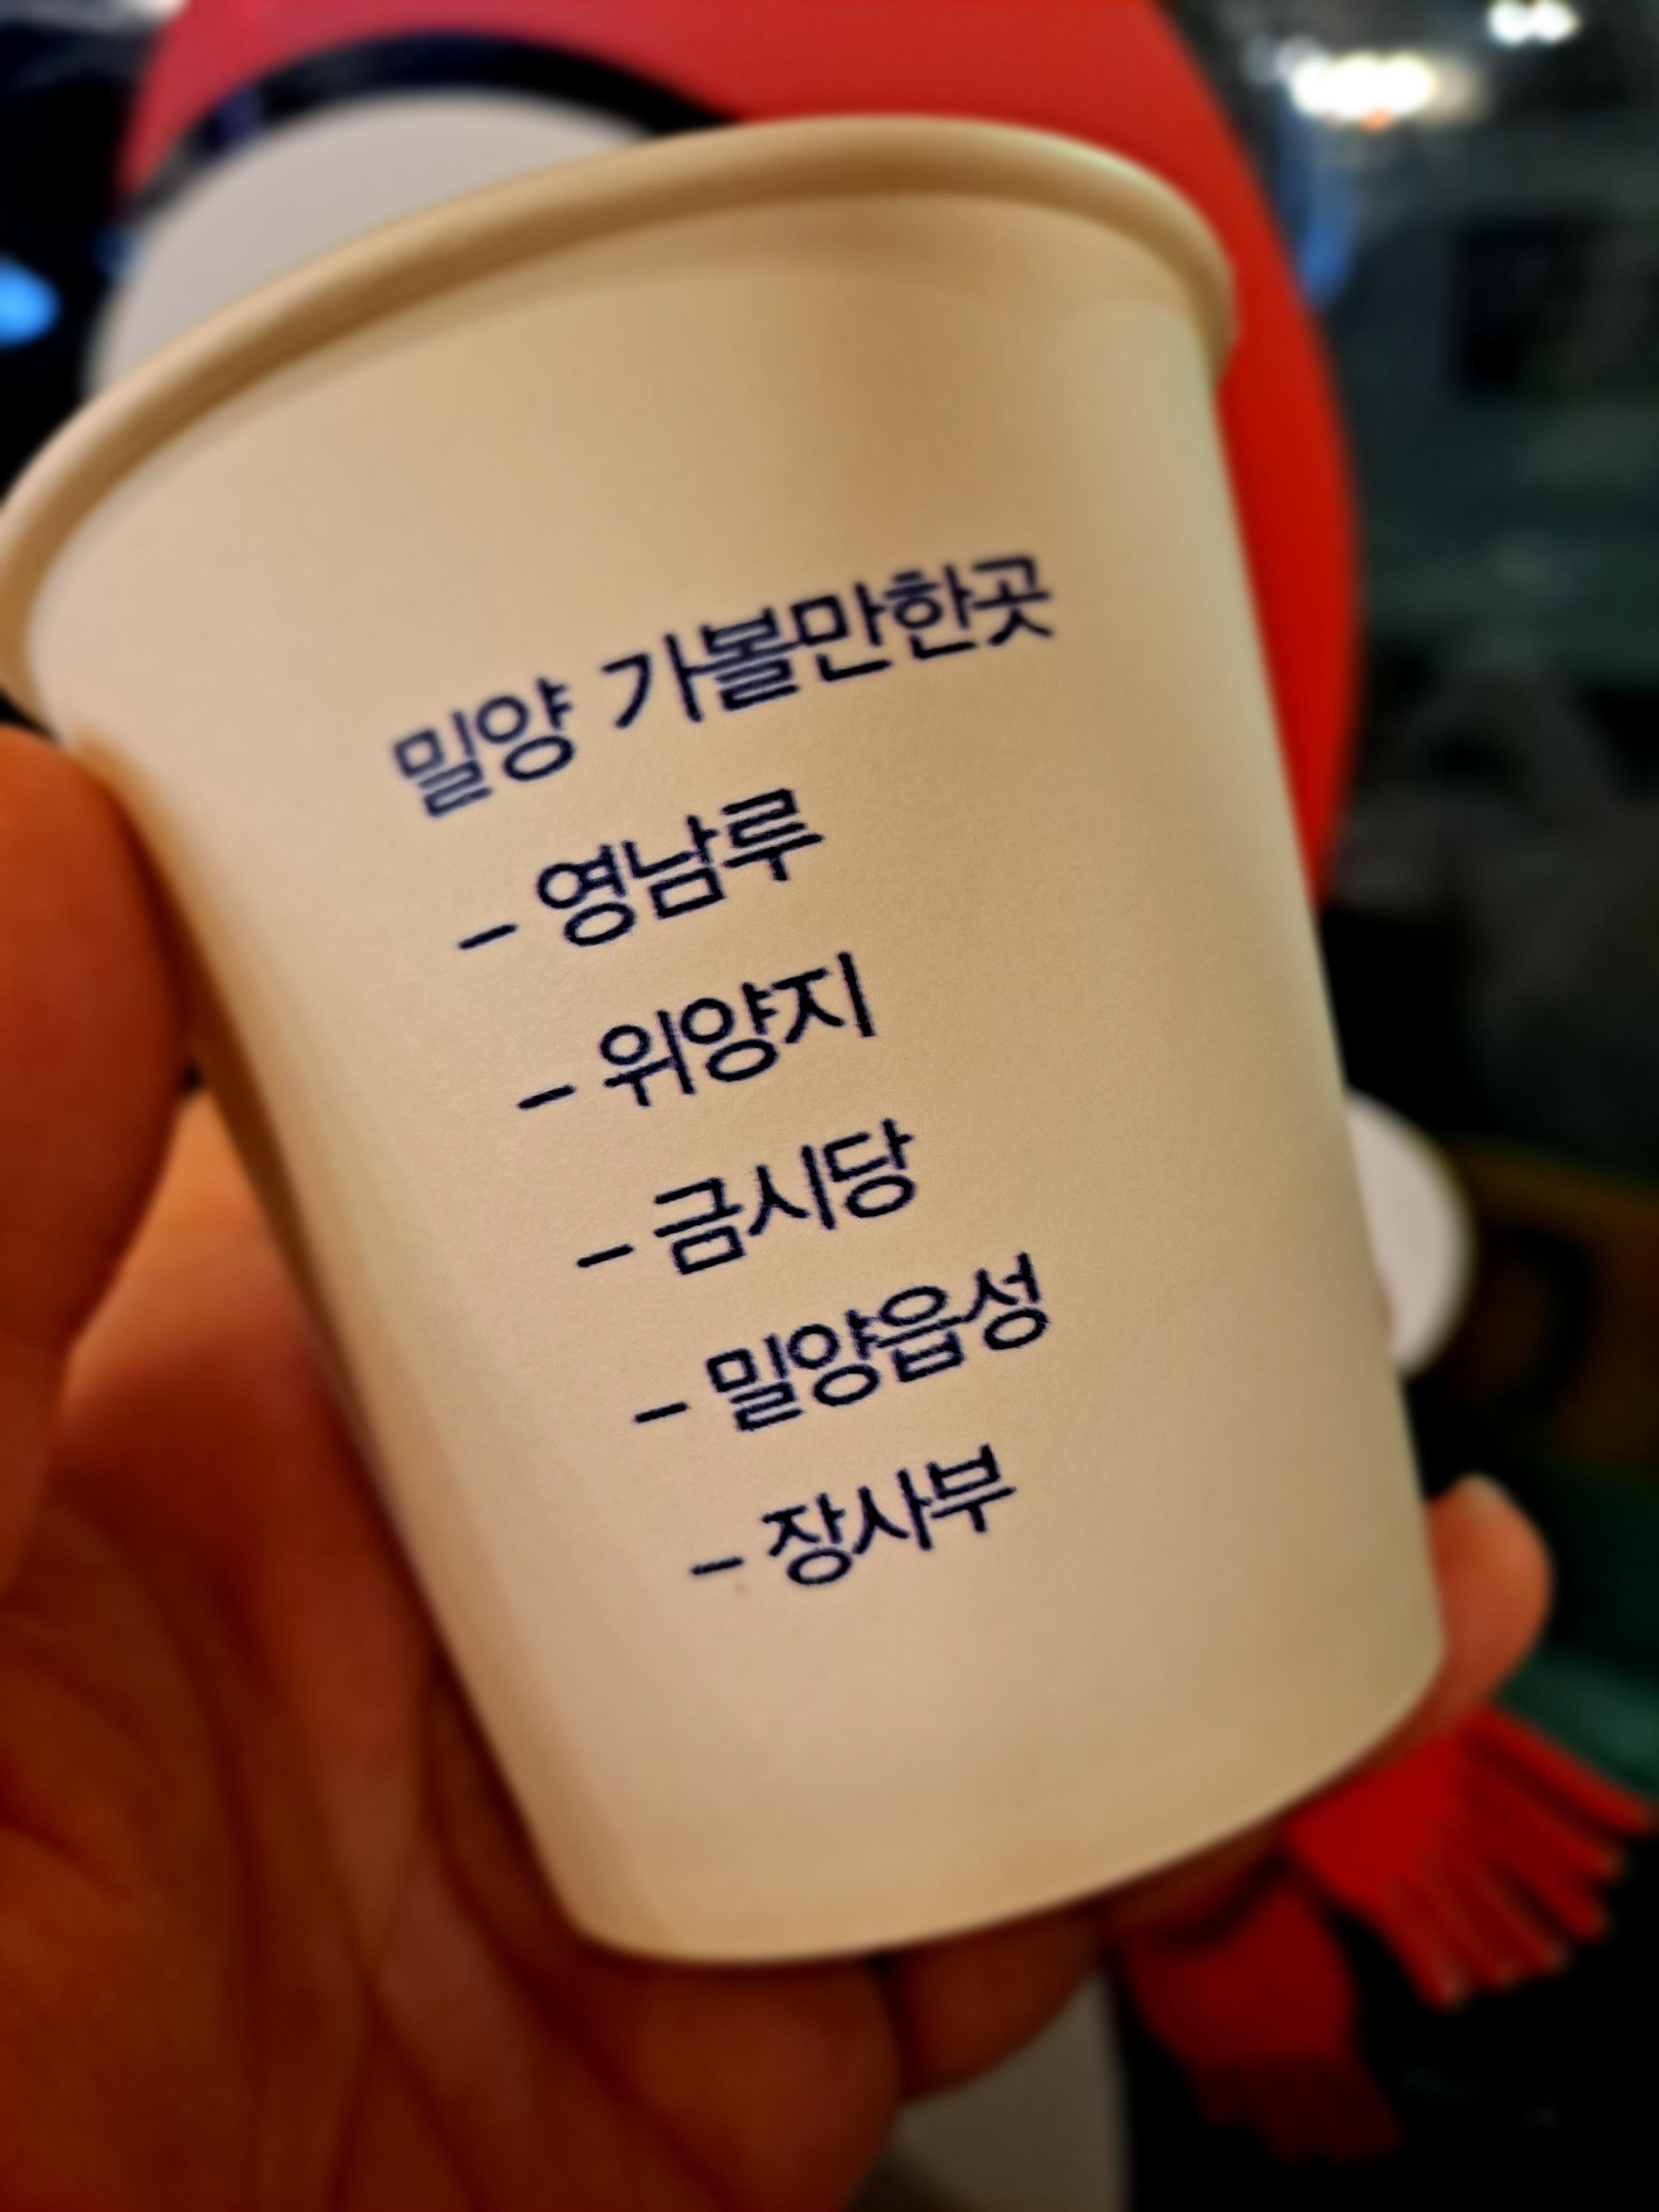 밀양 가볼만한곳
- 영남루
- 위양지
- 금시당
- 밀양읍성
- 장사부